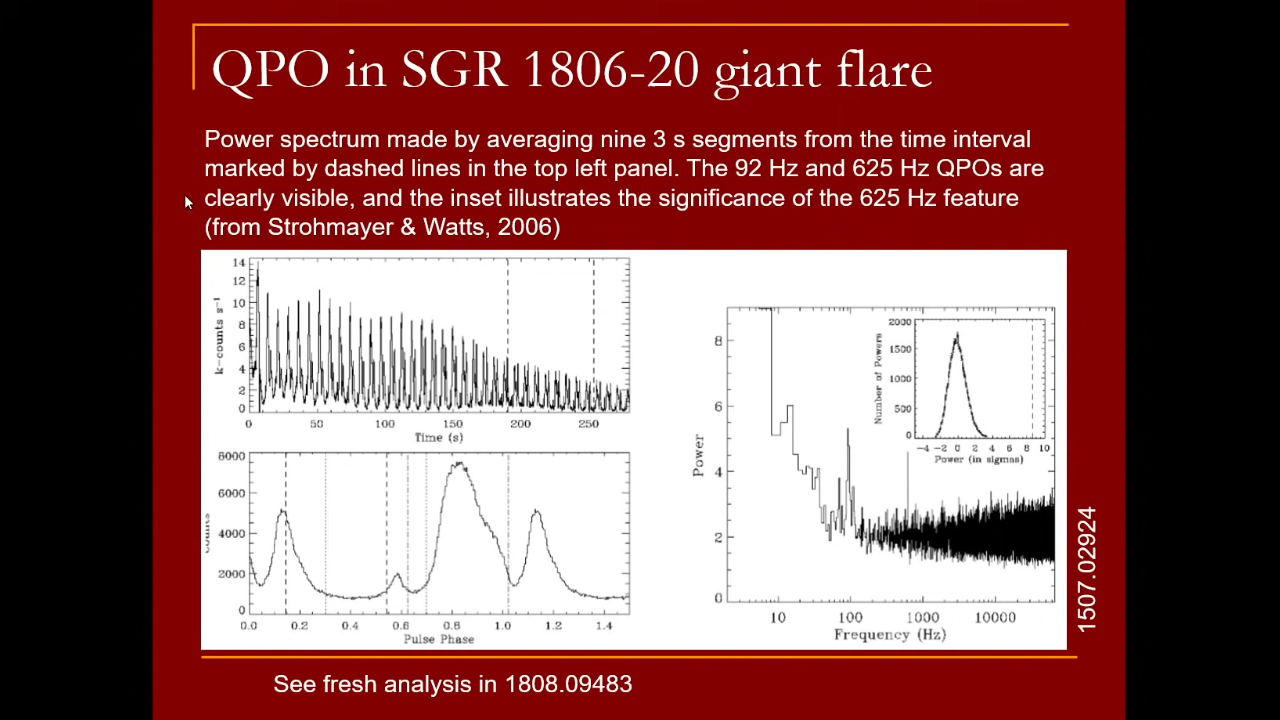 QPO in SGR 1806-20 giant flare
Power spectrum made by averaging nine 3 s segments from the time interval
marked by dashed lines in the top left panel. The 92 Hz and 625 Hz QPOs are
clearly visible, and the inset illustrates the significance of the 625 Hz feature
(from Strohmayer & Watts, 2006)
14
12
10
8
6
4
2
0
k-counts s⁻¹
0 50 100 150 200 250
Time (s)
8000
6000
4000
2000
0
0.0 0.2 0.4 0.6 0.8 1.0 1.2 1.4
Pulse Phase
8
6
4
2
0
Power
10 100 1000 10000
Frequency (Hz)
2000
1500
1000
500
0
Number of Powers
-4 -2 0 2 4 6 8 10
Power (in sigmas)
1507.02924
See fresh analysis in 1808.09483